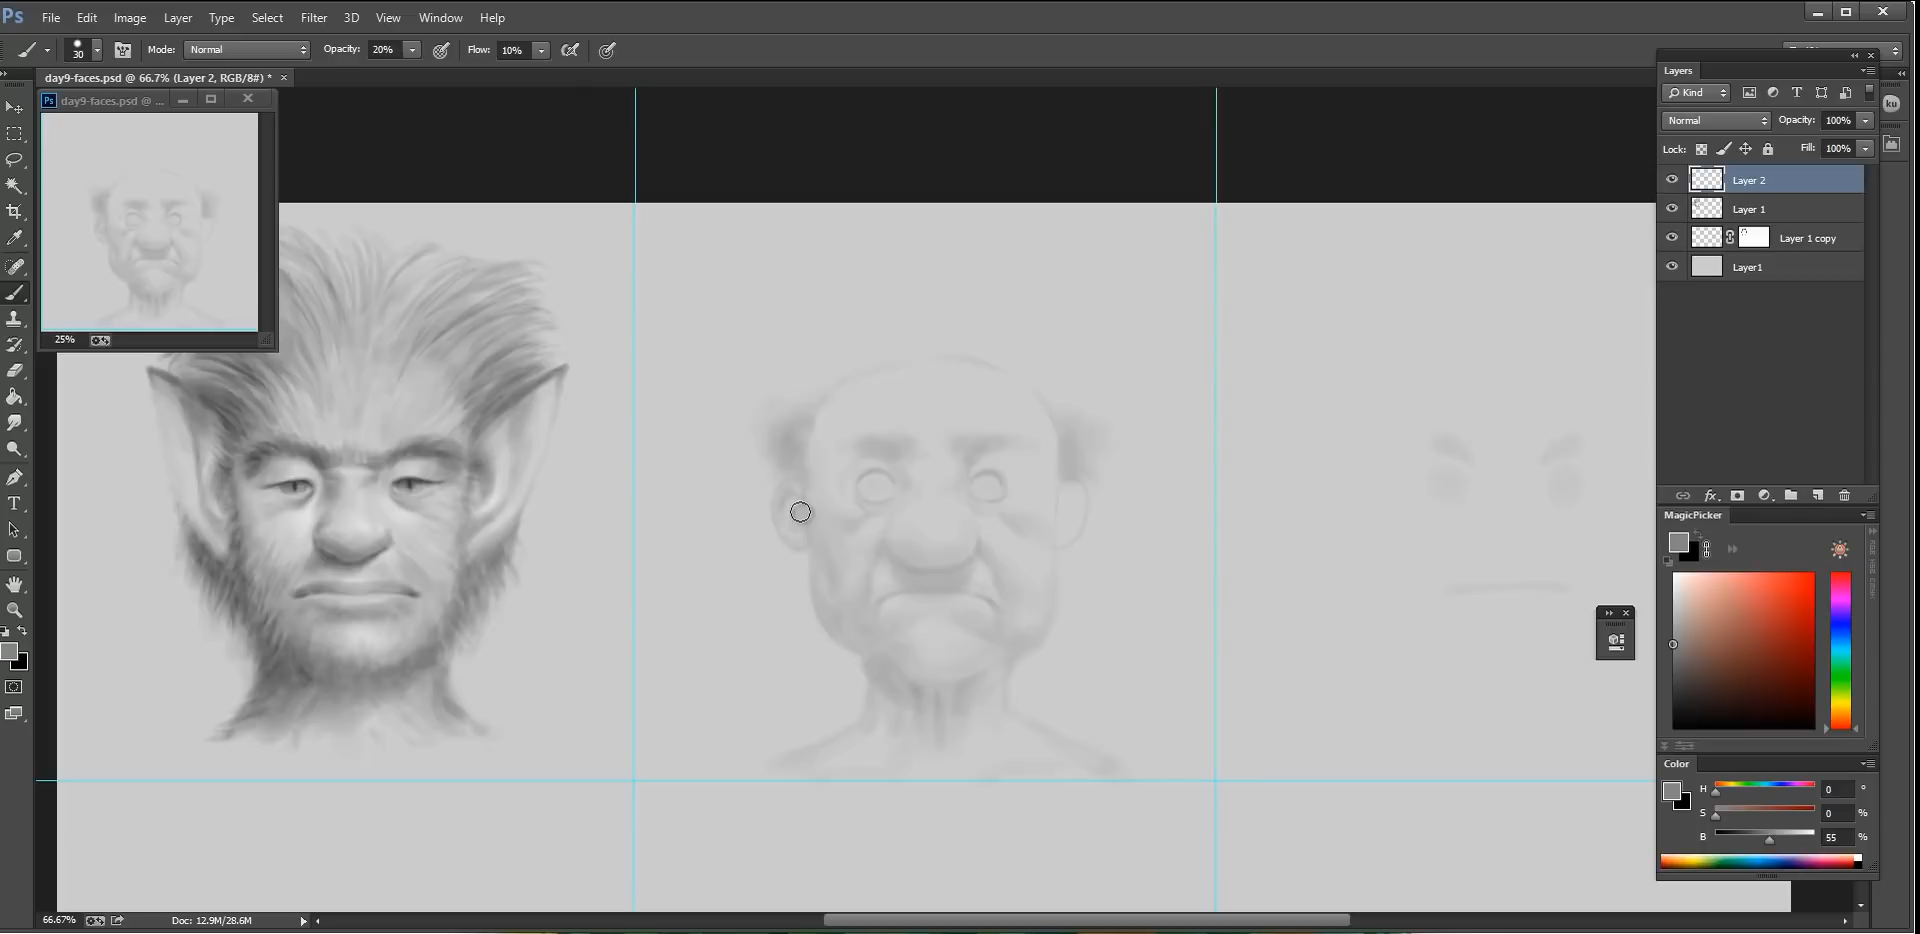 Ps File Edit Image Layer Type Select Filter 3D View Window Help
30 Mode: Normal Opacity: 20% Flow: 10%
day9-faces.psd @ 66.7% (Layer 2, RGB/8#) * ×
Ps day9-faces.psd @ ...
25%
Layers
Kind
Normal Opacity: 100%
Lock: Fill: 100%
Layer 2
Layer 1
Layer 1 copy
Layer1
fx
ku
MagicPicker
Color
H 0 °
S 0 %
B 55 %
66.67% Doc: 12.9M/28.6M